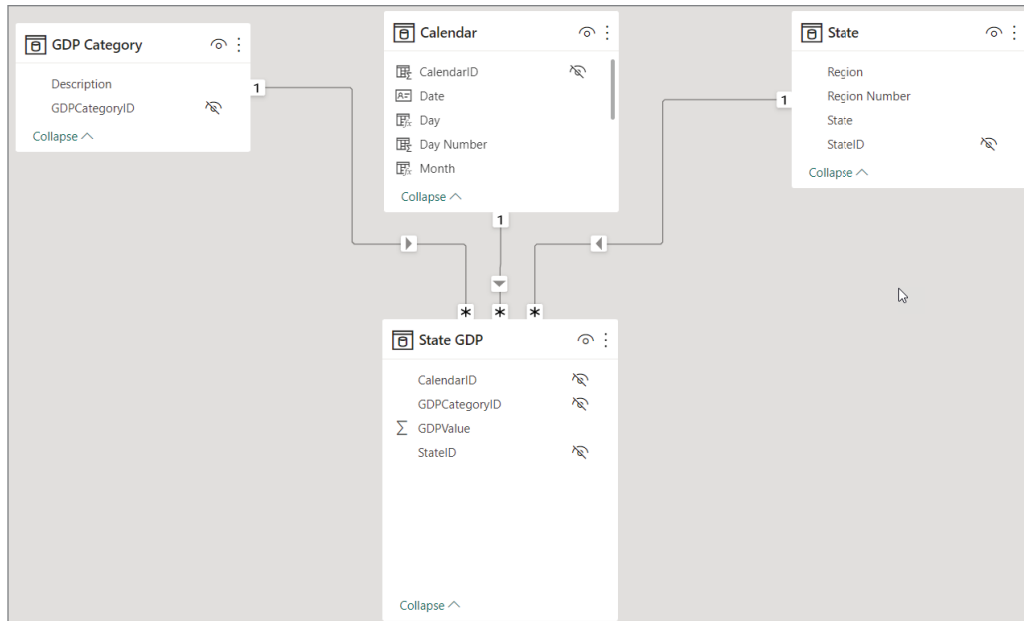 GDP Category
Description
GDPCategoryID
Collapse
1
Calendar
CalendarID
Date
Day
Day Number
Month
Collapse
1
State
Region
Region Number
State
StateID
Collapse
1
* * *
State GDP
CalendarID
GDPCategoryID
Σ GDPValue
StateID
Collapse